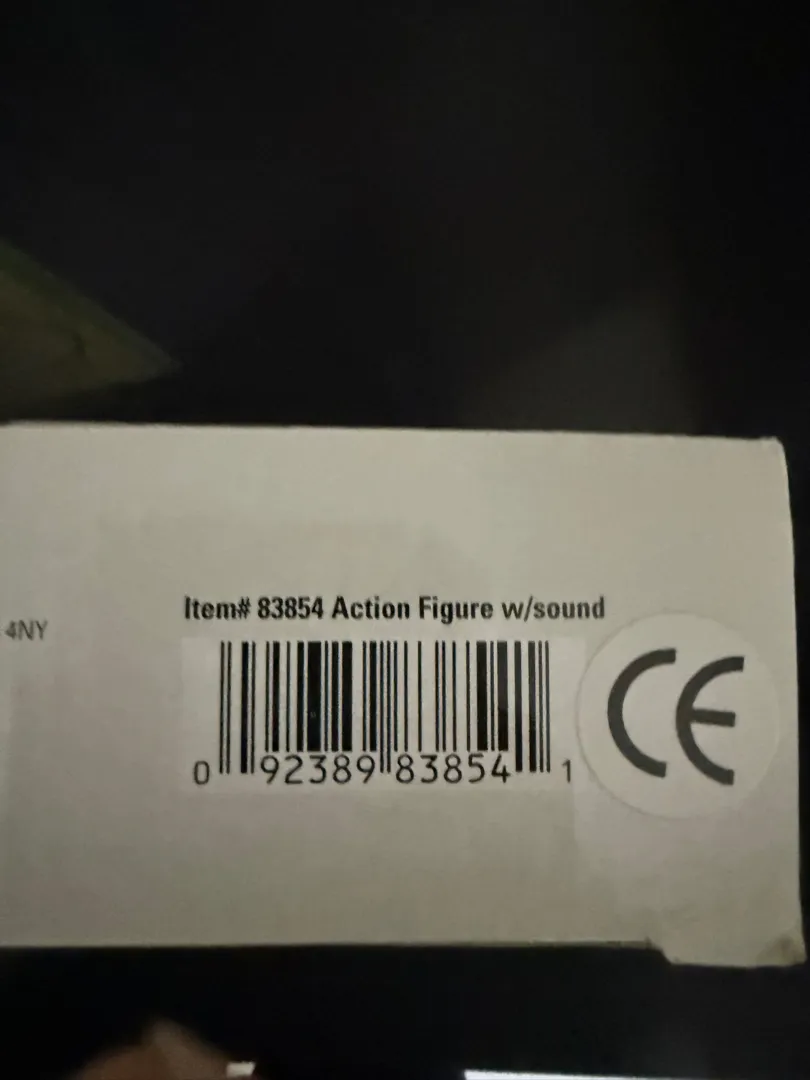 Item# 83854 Action Figure w/sound
4NY
0 92389 83854 1
CE